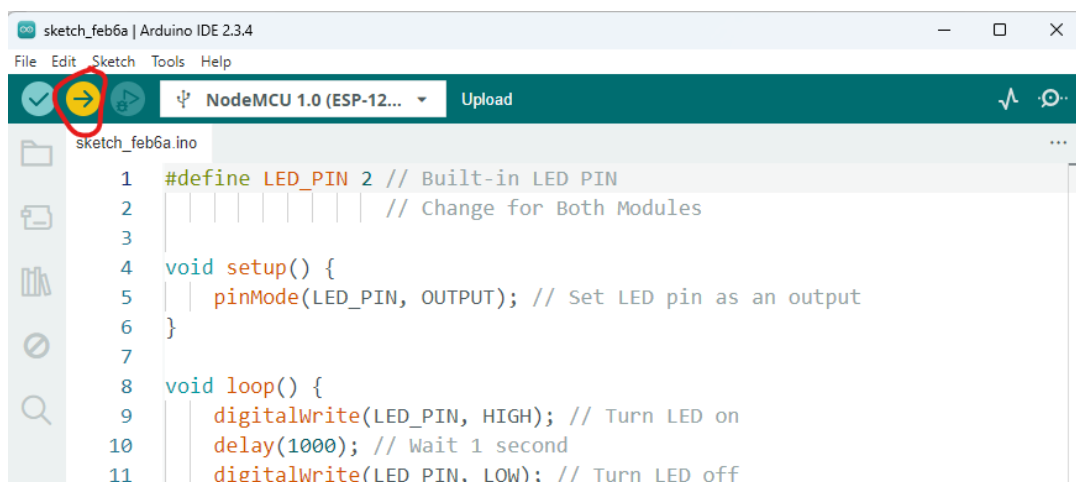 sketch_feb6a | Arduino IDE 2.3.4
File Edit Sketch Tools Help
NodeMCU 1.0 (ESP-12... Upload
sketch_feb6a.ino
1 #define LED_PIN 2 // Built-in LED PIN
2 // Change for Both Modules
3
4 void setup() {
5 pinMode(LED_PIN, OUTPUT); // Set LED pin as an output
6 }
7
8 void loop() {
9 digitalWrite(LED_PIN, HIGH); // Turn LED on
10 delay(1000); // Wait 1 second
11 digitalWrite(LED_PIN, LOW); // Turn LED off